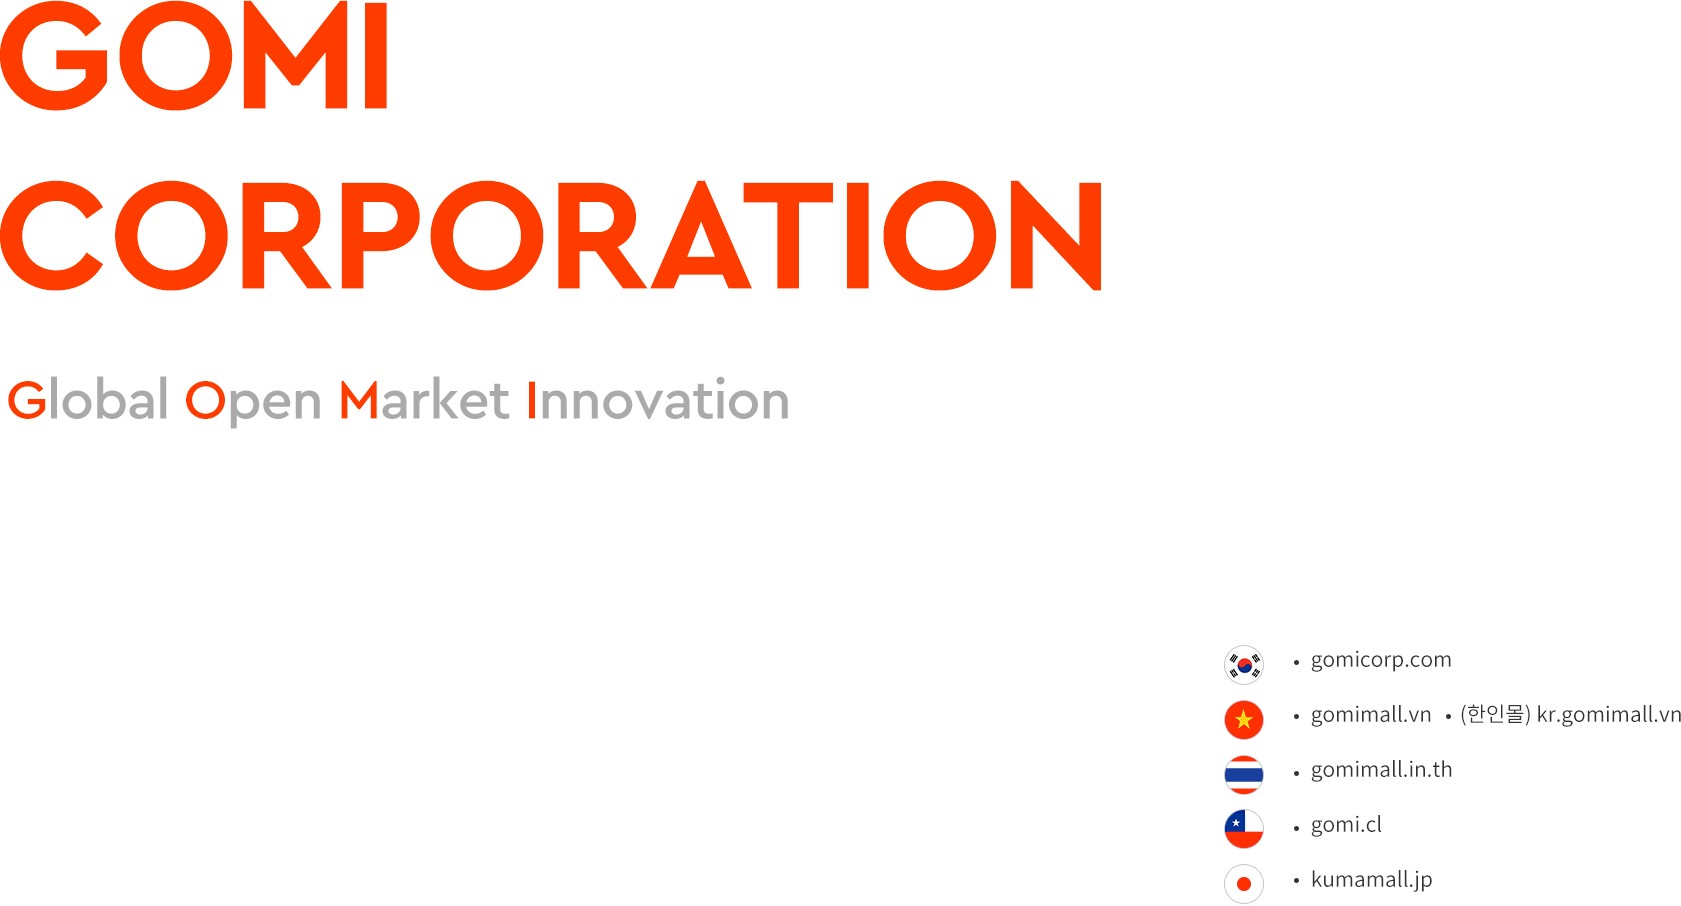 GOMI
CORPORATION
Global Open Market Innovation
• gomicorp.com
• gomimall.vn • (한인몰) kr.gomimall.vn
• gomimall.in.th
• gomi.cl
• kumamall.jp